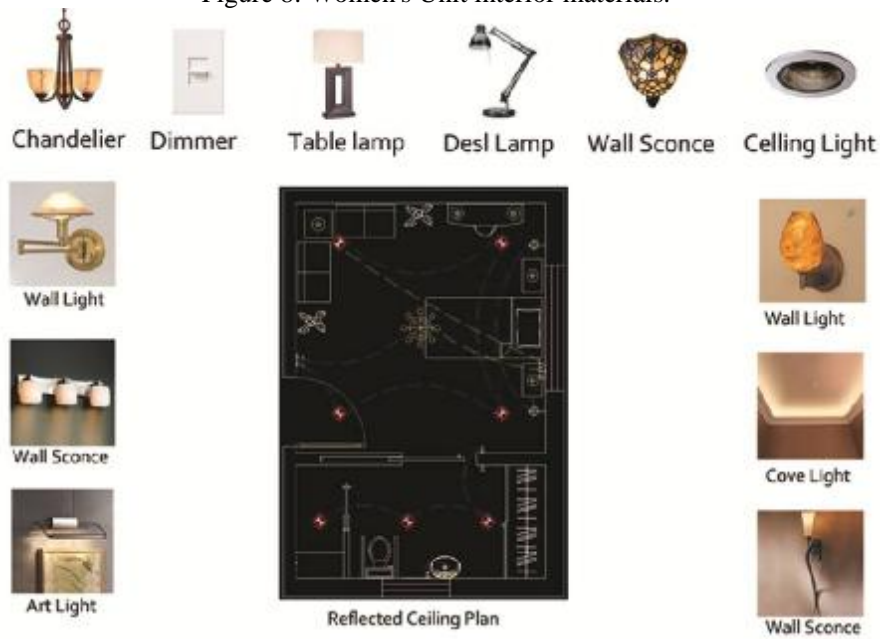 Figure 8. Women's Unit interior materials.
Chandelier Dimmer Table lamp Desl Lamp Wall Sconce Celling Light
Wall Light
Wall Light
Wall Sconce
Cove Light
Art Light
Reflected Ceiling Plan
Wall Sconce